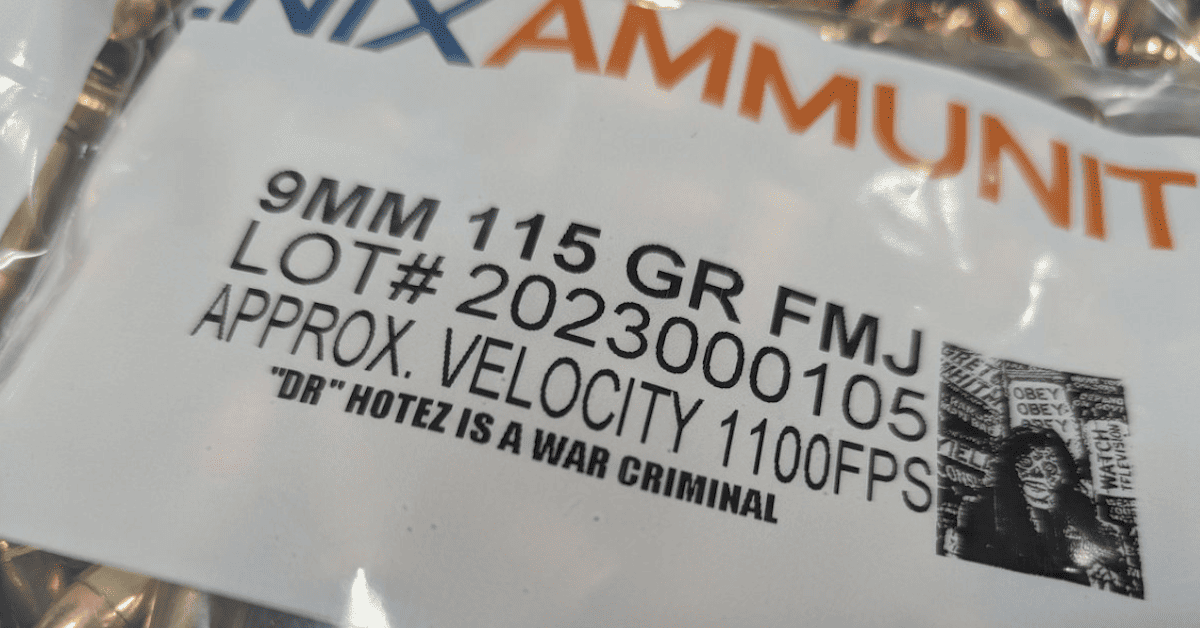 ENIX AMMUNIT
9MM 115 GR FMJ
LOT# 2023000105
APPROX. VELOCITY 1100FPS
"DR" HOTEZ IS A WAR CRIMINAL
OBEY
OBEY
WATCH
TELEVISION